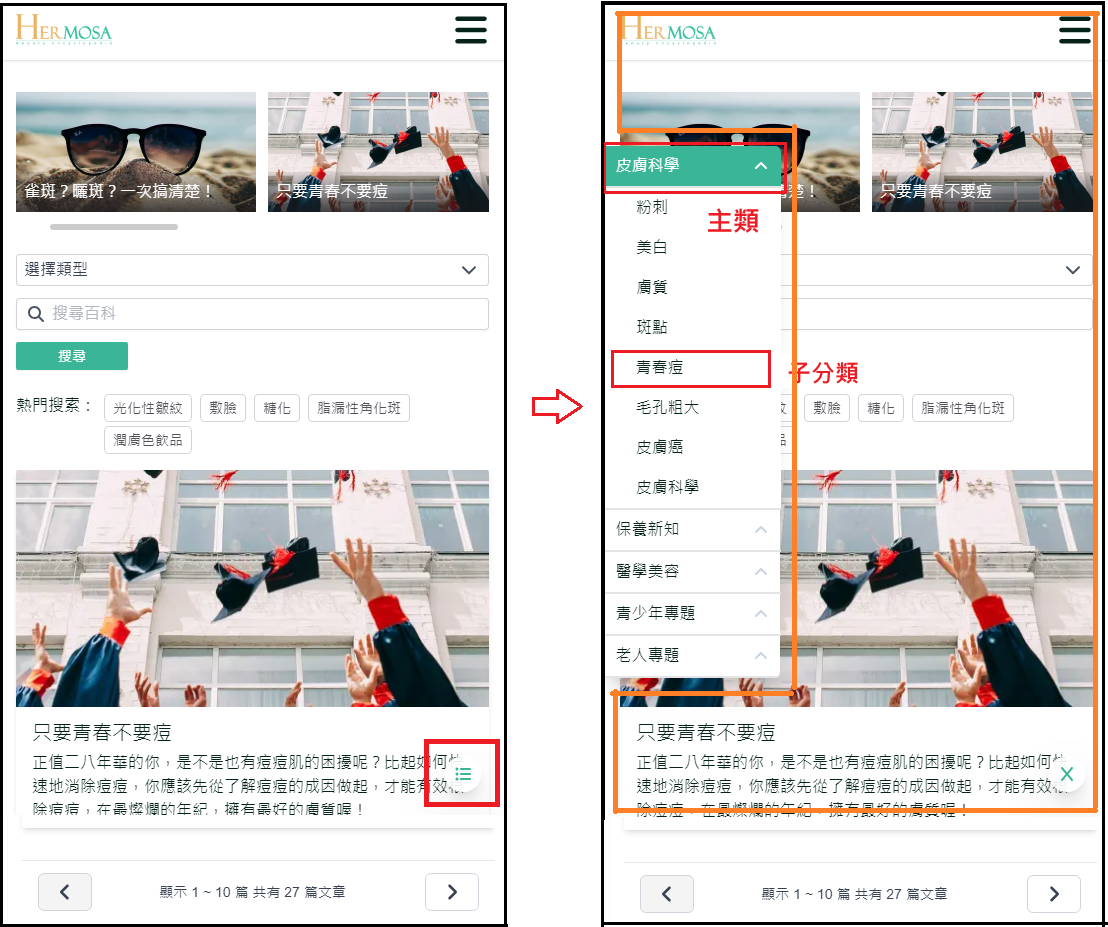 HERMOSA
Beauty Encyclopedia
雀斑？曬斑？一次搞清楚！
只要青春不要痘
選擇類型
搜尋百科
搜尋
熱門搜索：
光化性皺紋
敷臉
糖化
脂漏性角化斑
潤膚色飲品
只要青春不要痘
正值二八年華的你，是不是也有痘痘肌的困擾呢？比起如何快
速地消除痘痘，你應該先從了解痘痘的成因做起，才能有效根
除痘痘，在最燦爛的年紀，擁有最好的膚質喔！
顯示 1 ~ 10 篇 共有 27 篇文章
HERMOSA
Beauty Encyclopedia
皮膚科學
楚！
只要青春不要痘
粉刺
主類
美白
膚質
斑點
青春痘
子分類
毛孔粗大
敷臉
糖化
脂漏性角化斑
皮膚癌
品
皮膚科學
保養新知
醫學美容
青少年專題
老人專題
只要青春不要痘
正值二八年華的你，是不是也有痘痘肌的困擾呢？比起如何快
速地消除痘痘，你應該先從了解痘痘的成因做起，才能有效根
除痘痘，在最燦爛的年紀，擁有最好的膚質喔！
顯示 1 ~ 10 篇 共有 27 篇文章